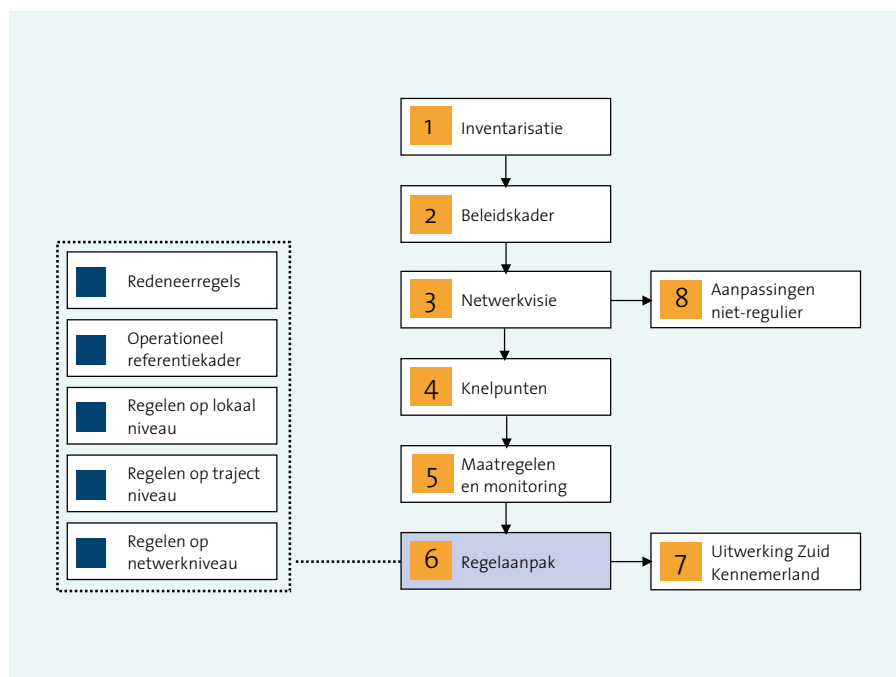 1 Inventarisatie
2 Beleidskader
3 Netwerkvisie
8 Aanpassingen
niet-regulier
4 Knelpunten
5 Maatregelen
en monitoring
6 Regelaanpak
7 Uitwerking Zuid
Kennemerland
Redeneerregels
Operationeel
referentiekader
Regelen op lokaal
niveau
Regelen op traject
niveau
Regelen op
netwerkniveau